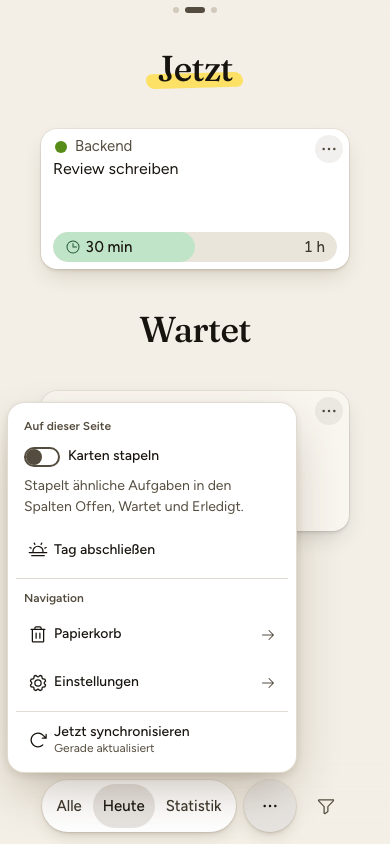 Jetzt
Backend
Review schreiben
30 min
1 h
Wartet
Auf dieser Seite
Karten stapeln
Stapelt ähnliche Aufgaben in den
Spalten Offen, Wartet und Erledigt.
Tag abschließen
Navigation
Papierkorb
Einstellungen
Jetzt synchronisieren
Gerade aktualisiert
Alle
Heute
Statistik